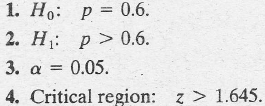 1. H₀: p = 0.6.
2. H₁: p > 0.6.
3. α = 0.05.
4. Critical region: z > 1.645.